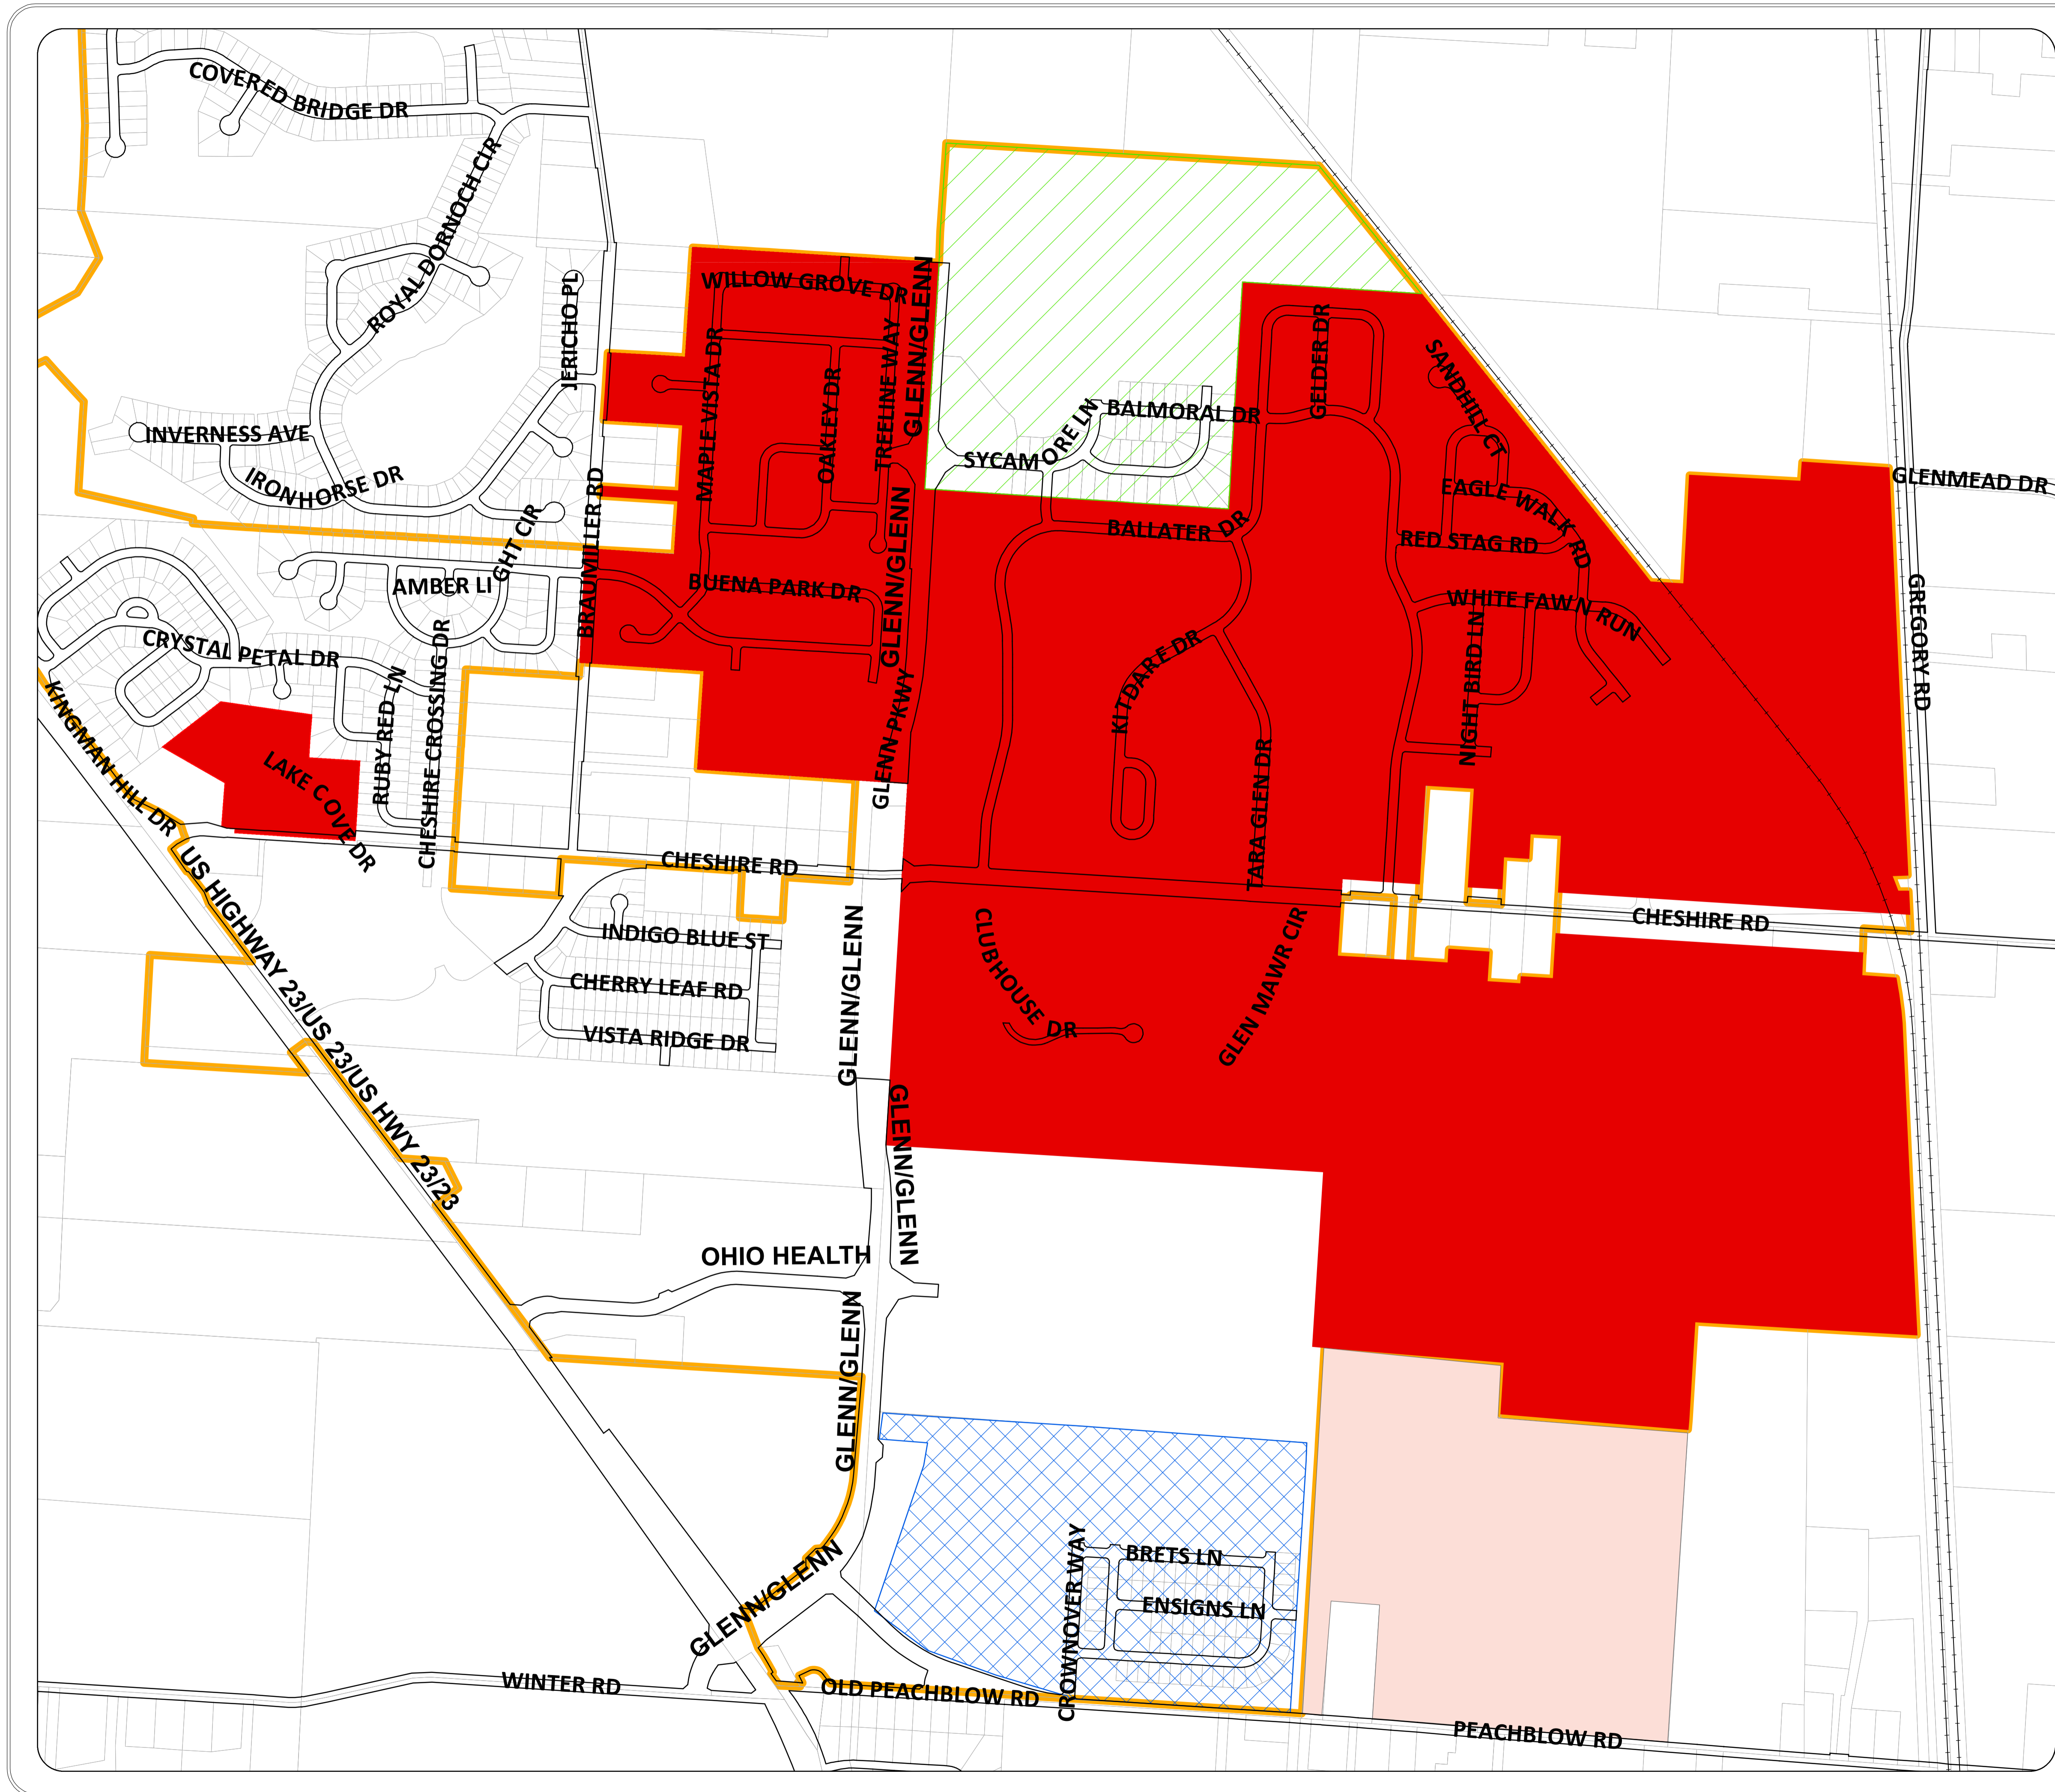 COVERED BRIDGE DR
ROYAL DORNOCH CIR
JERICHO PL
WILLOW GROVE DR
GLENN/GLENN
MAPLE VISTA DR
OAKLEY DR
TREELINE WAY
GELDER DR
SANDHILL CT
BALMORAL DR
SYCAMORE LN
INVERNESS AVE
IRON HORSE DR
GLENMEAD DR
EAGLE WALK RD
BRAUMILLER RD
GLENN/GLENN
BALLATER DR
RED STAG RD
AMBER LIGHT CIR
BUENA PARK DR
WHITE FAWN RUN
GREGORY RD
CRYSTAL PETAL DR
KITDARE DR
NIGHT BIRD LN
KINGMAN HILL DR
RUBY RED LN
CHESHIRE CROSSING DR
GLENN PKWY
LAKE COVE DR
TARA GLEN DR
CHESHIRE RD
CHESHIRE RD
US HIGHWAY 23/US 23/US HWY 23/23
INDIGO BLUE ST
CHERRY LEAF RD
VISTA RIDGE DR
GLENN/GLENN
CLUBHOUSE DR
GLEN MAWR CIR
GLENN/GLENN
OHIO HEALTH
GLENN/GLENN
GLENN/GLENN
BRETS LN
ENSIGNS LN
CROWNOVER WAY
WINTER RD
OLD PEACHBLOW RD
PEACHBLOW RD